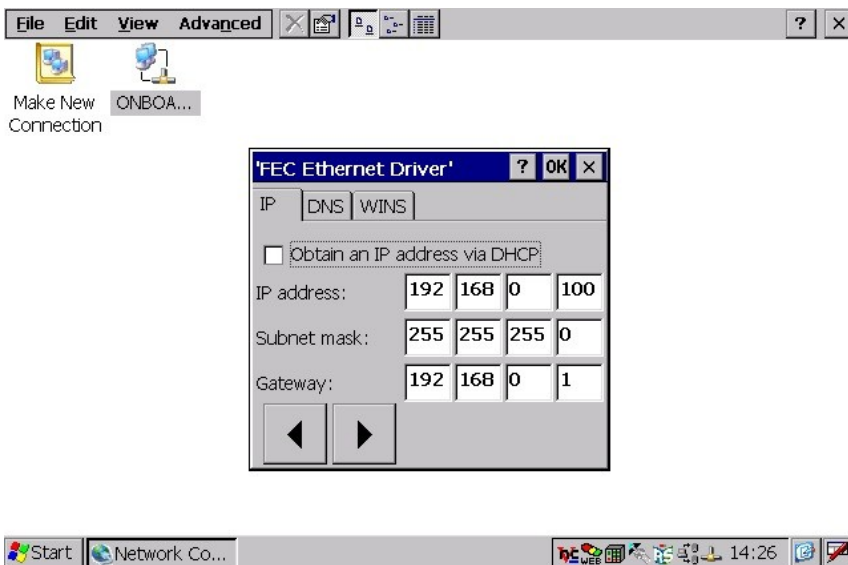 File Edit View Advanced ? ×
Make New Connection
ONBOA...
'FEC Ethernet Driver' ? OK ×
IP DNS WINS
Obtain an IP address via DHCP
IP address: 192 168 0 100
Subnet mask: 255 255 255 0
Gateway: 192 168 0 1
Start Network Co... WEB 14:26